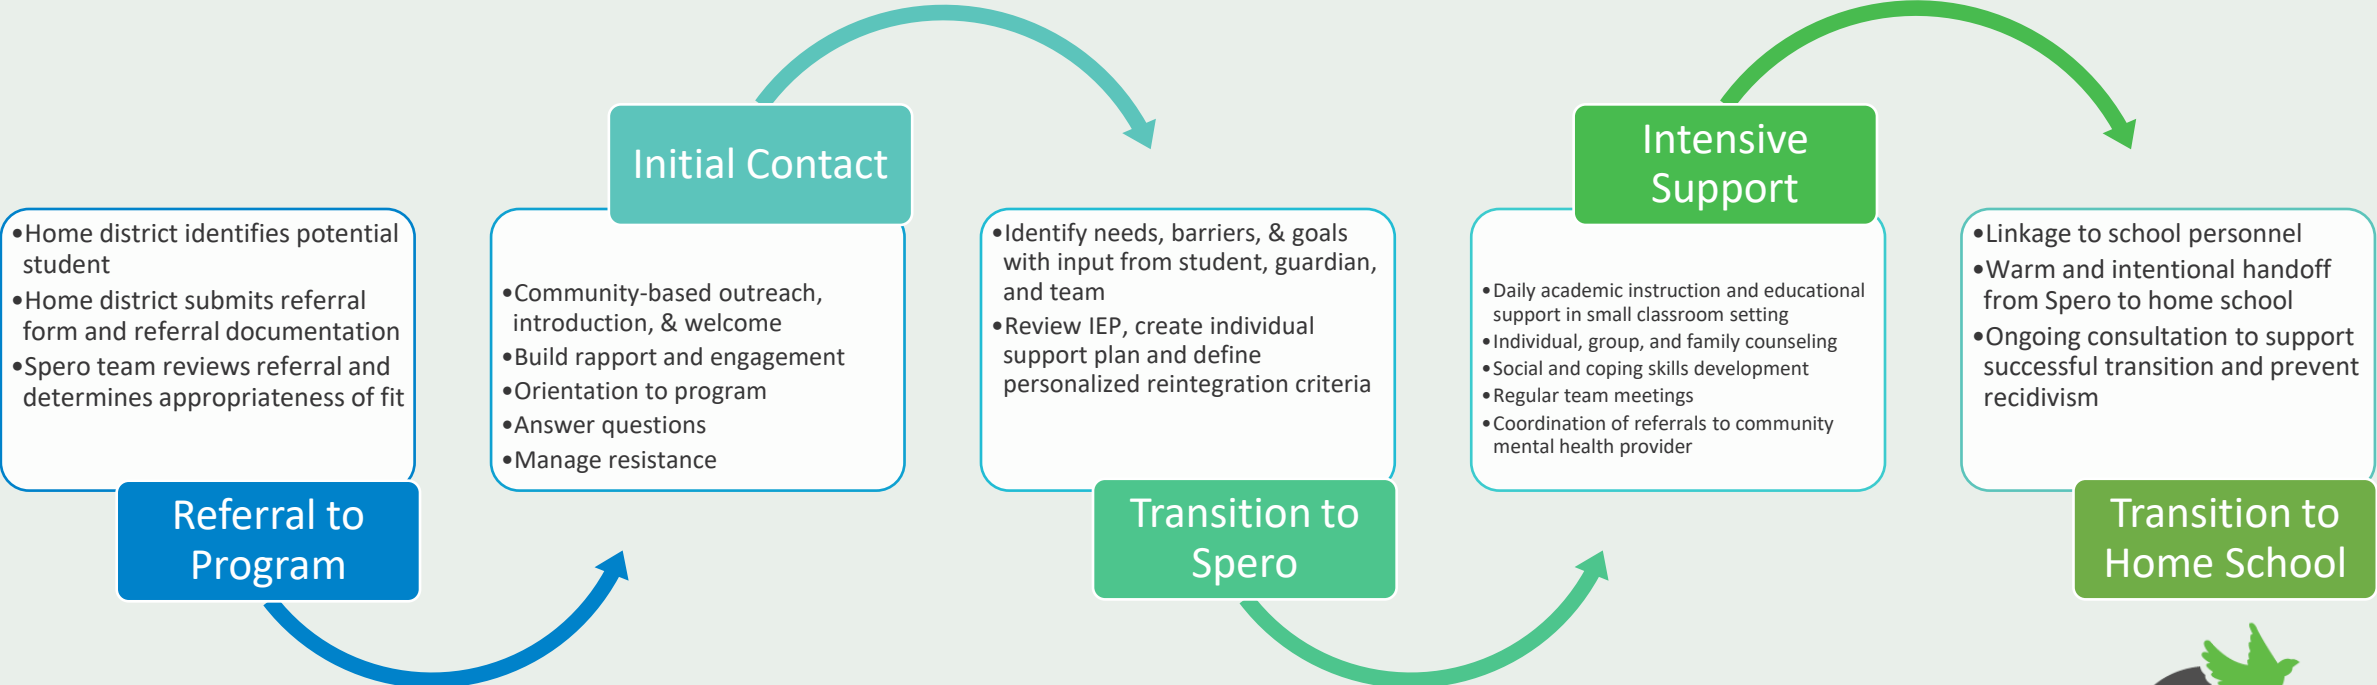 •Home district identifies potential
student
•Home district submits referral
form and referral documentation
•Spero team reviews referral and
determines appropriateness of fit
Referral to
Program
Initial Contact
•Community-based outreach,
introduction, & welcome
•Build rapport and engagement
•Orientation to program
•Answer questions
•Manage resistance
•Identify needs, barriers, & goals
with input from student, guardian,
and team
•Review IEP, create individual
support plan and define
personalized reintegration criteria
Transition to
Spero
Intensive
Support
•Daily academic instruction and educational
support in small classroom setting
•Individual, group, and family counseling
•Social and coping skills development
•Regular team meetings
•Coordination of referrals to community
mental health provider
•Linkage to school personnel
•Warm and intentional handoff
from Spero to home school
•Ongoing consultation to support
successful transition and prevent
recidivism
Transition to
Home School